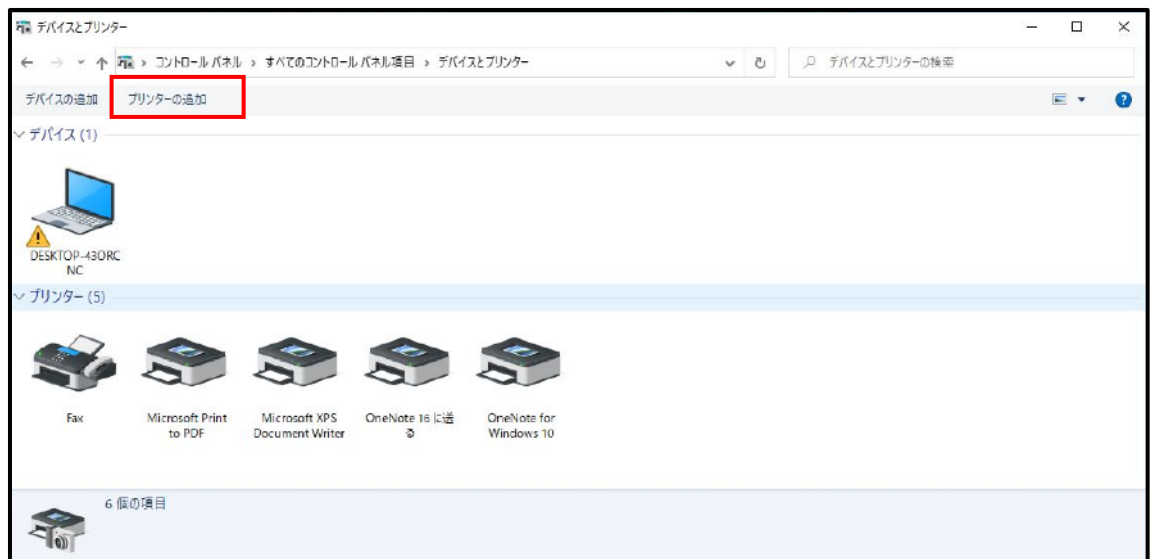 デバイスとプリンター
コントロール パネル › すべてのコントロール パネル項目 › デバイスとプリンター
デバイスとプリンターの検索
デバイスの追加 プリンターの追加
デバイス (1)
DESKTOP-43ORC
NC
プリンター (5)
Fax
Microsoft Print
to PDF
Microsoft XPS
Document Writer
OneNote 16 に送
る
OneNote for
Windows 10
6 個の項目